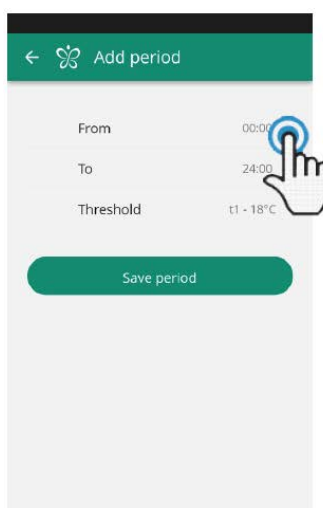 Add period
From 00:00
To 24:00
Threshold t1 - 18°C
Save period